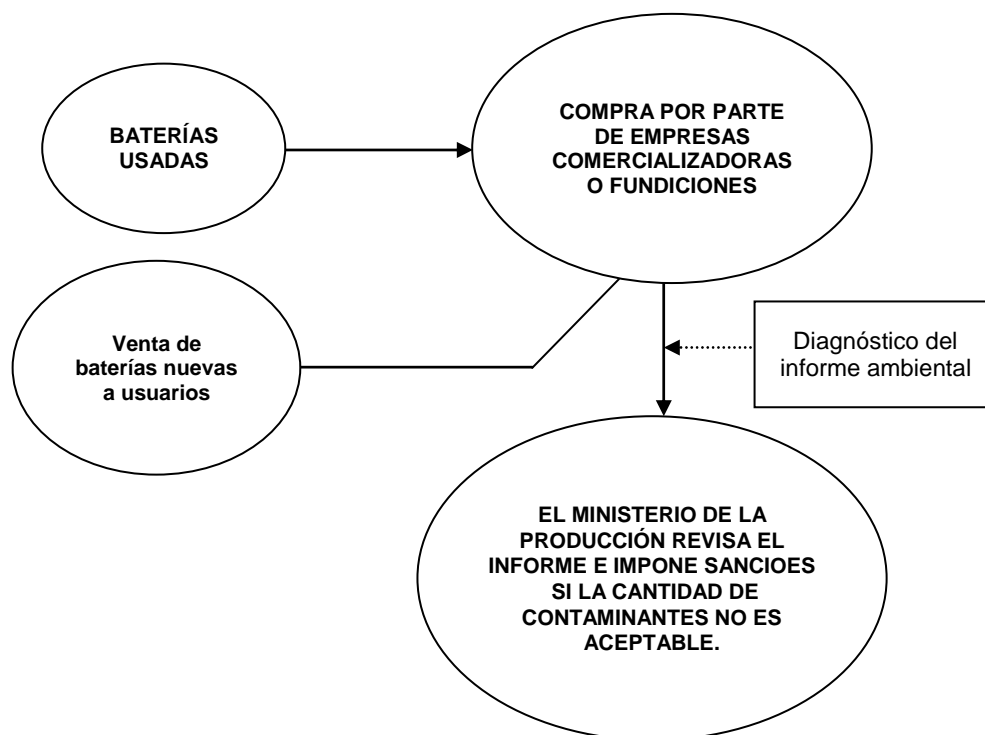 BATERÍAS
USADAS
COMPRA POR PARTE
DE EMPRESAS
COMERCIALIZADORAS
O FUNDICIONES
Venta de
baterías nuevas
a usuarios
Diagnóstico del
informe ambiental
EL MINISTERIO DE LA
PRODUCCIÓN REVISA EL
INFORME E IMPONE SANCIOES
SI LA CANTIDAD DE
CONTAMINANTES NO ES
ACEPTABLE.